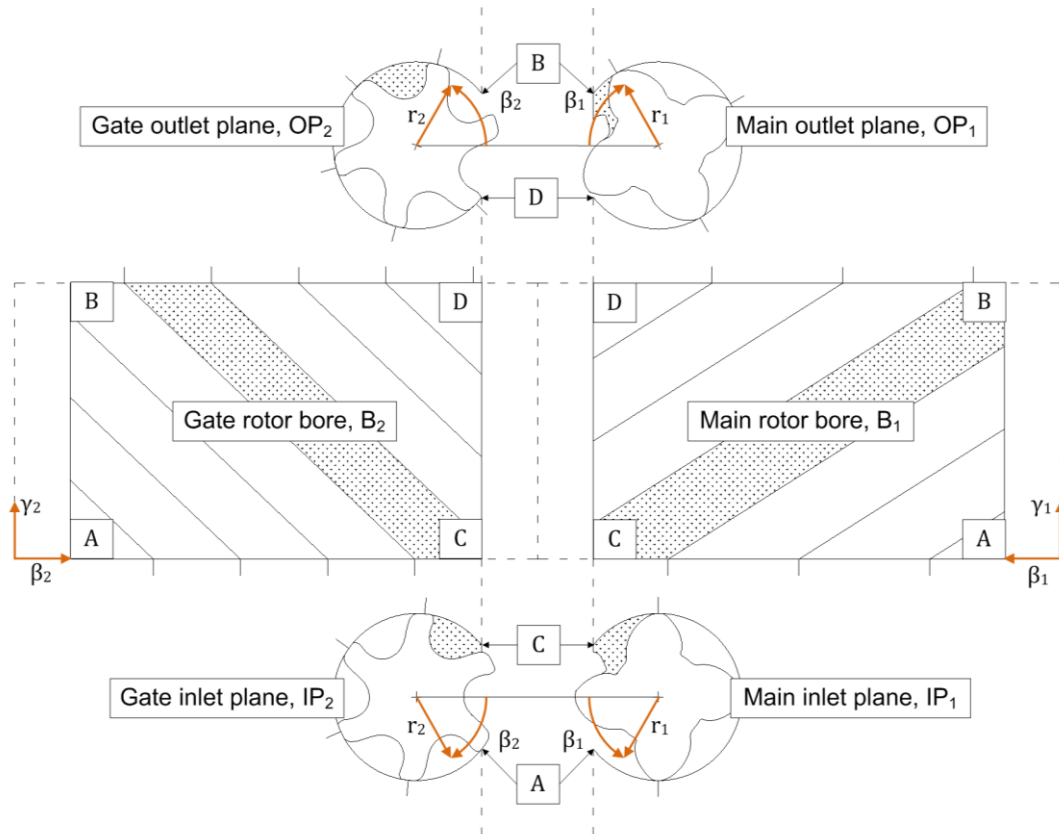 B
β₂ β₁
r₂ r₁
Gate outlet plane, OP₂
Main outlet plane, OP₁
D
B D D B
Gate rotor bore, B₂
Main rotor bore, B₁
γ₂ γ₁
A C C A
β₂ β₁
C
Gate inlet plane, IP₂
Main inlet plane, IP₁
r₂ r₁
β₂ β₁
A